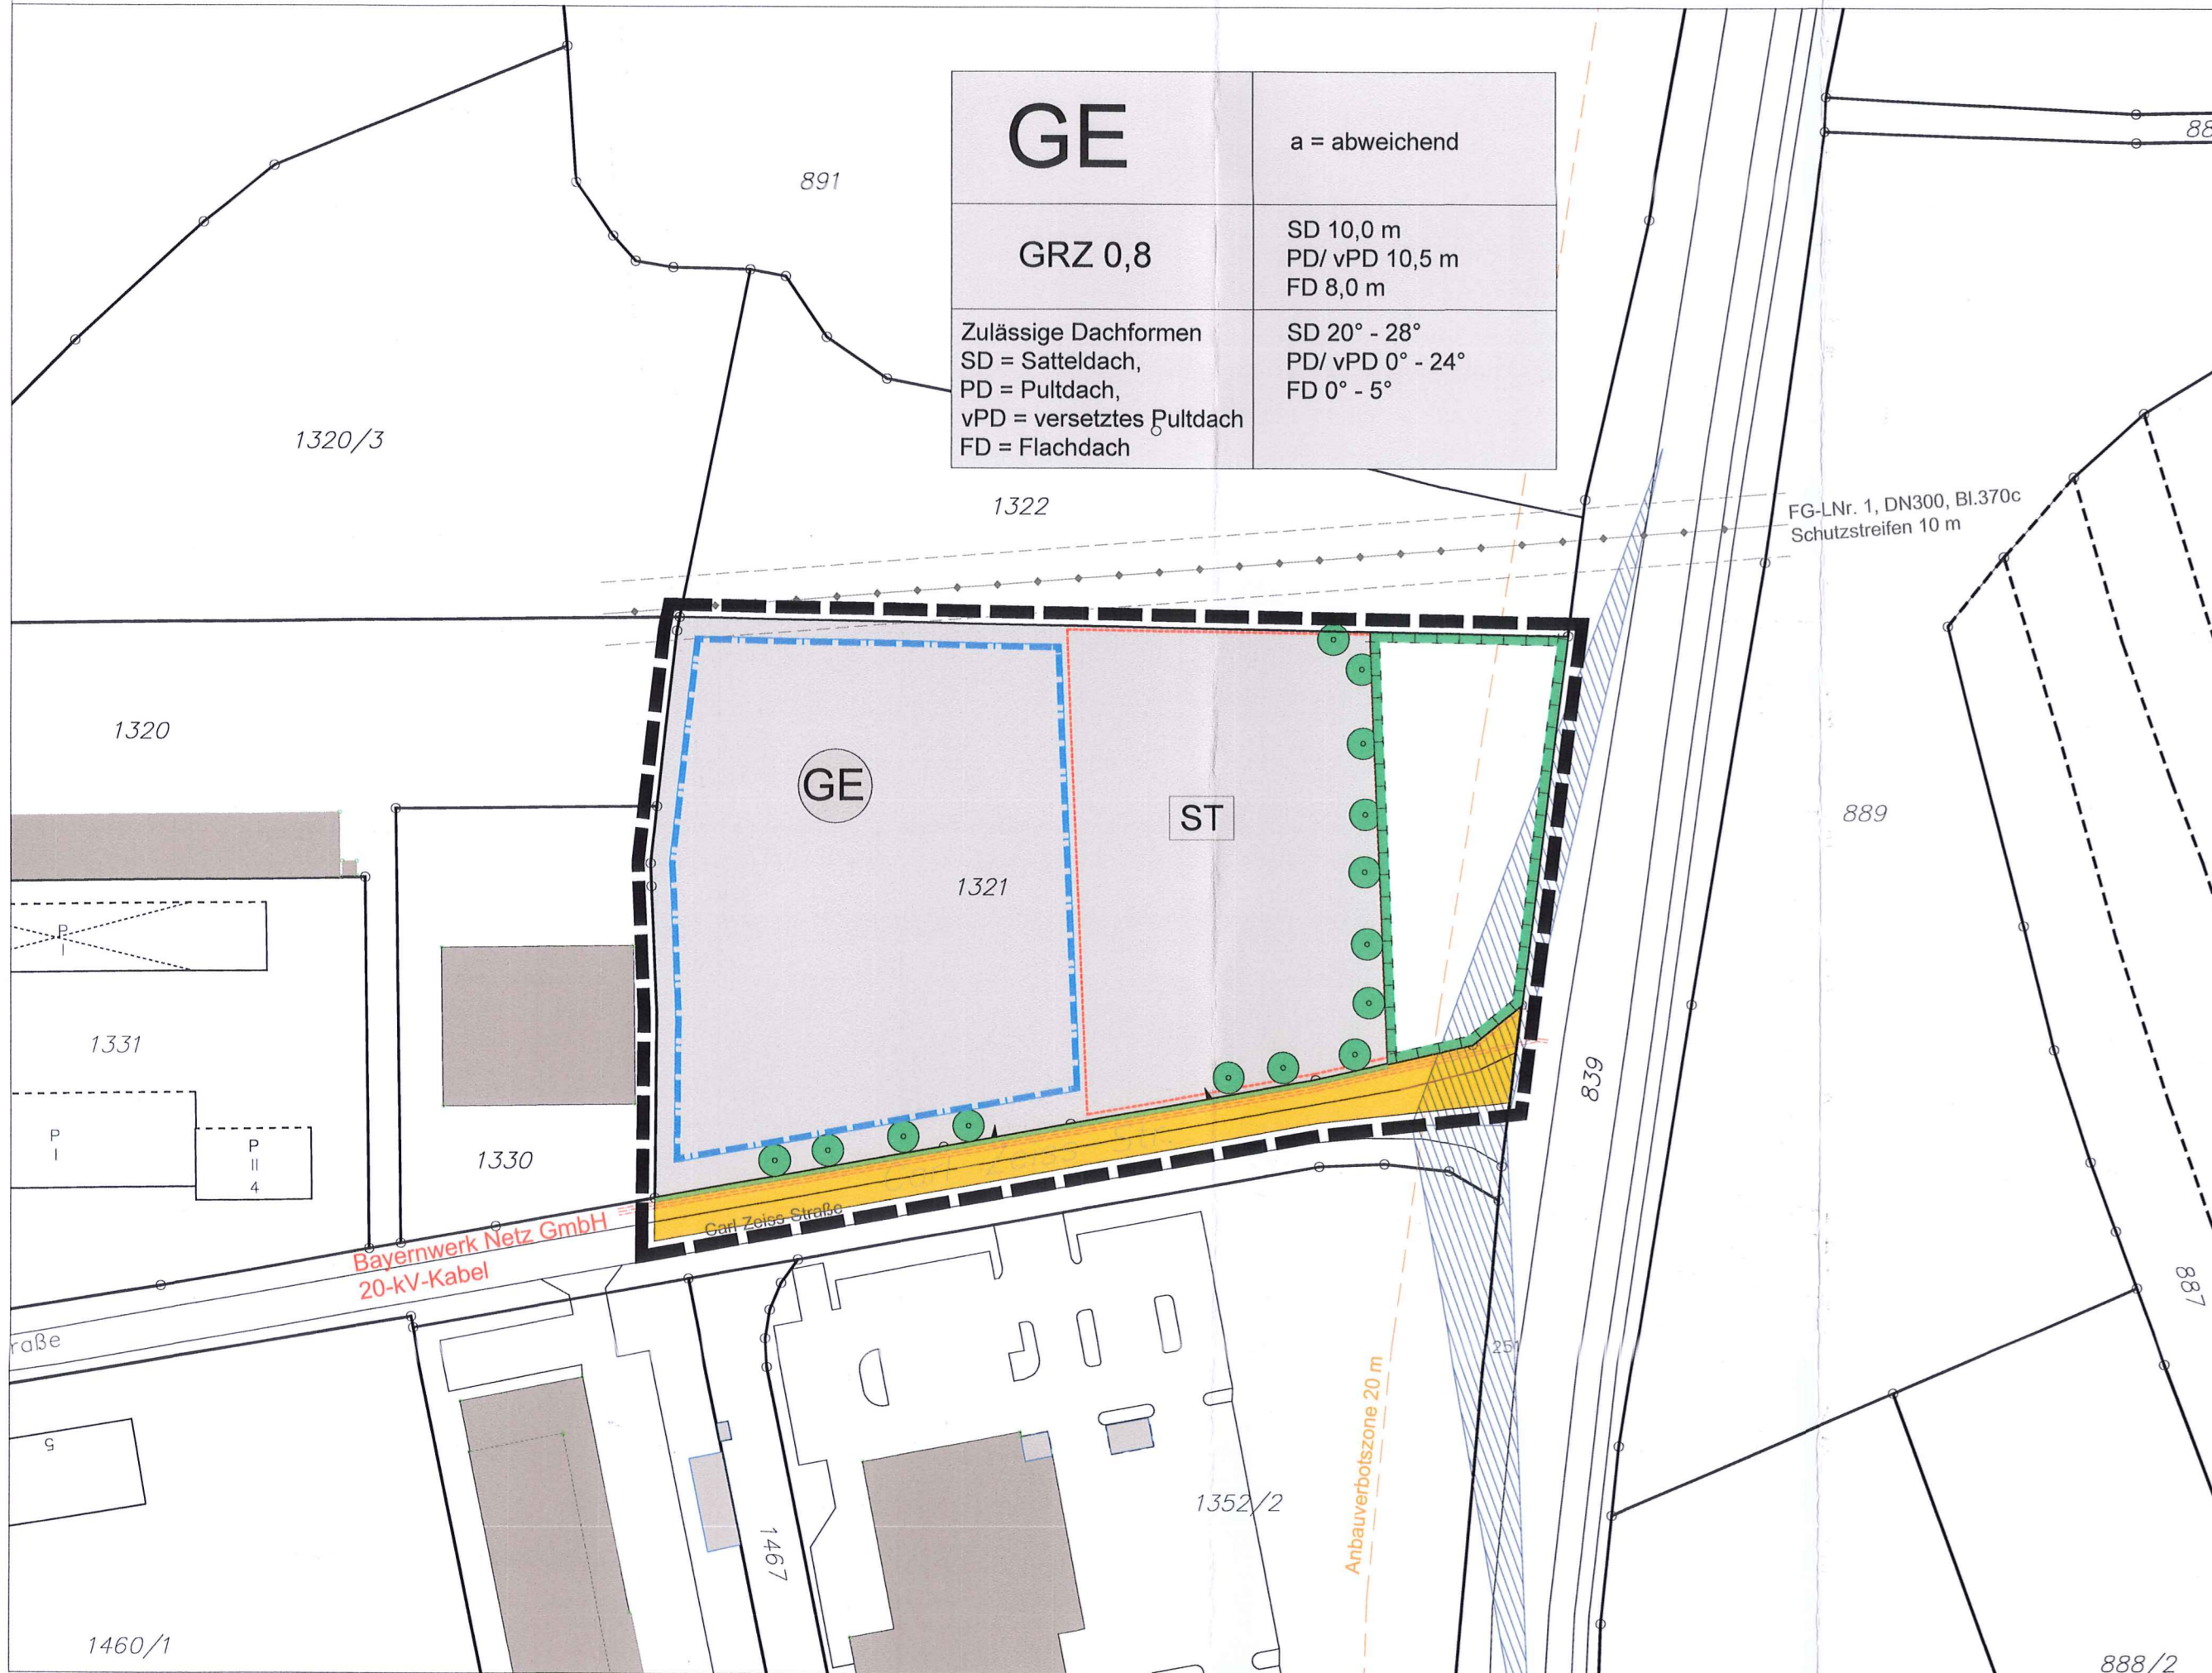 GE
a = abweichend
GRZ 0,8
SD 10,0 m
PD/ vPD 10,5 m
FD 8,0 m
Zulässige Dachformen
SD = Satteldach,
PD = Pultdach,
vPD = versetztes Pultdach
FD = Flachdach
SD 20° - 28°
PD/ vPD 0° - 24°
FD 0° - 5°
891
88
1320/3
1322
FG-LNr. 1, DN300, Bl.370c
Schutzstreifen 10 m
1320
GE
ST
889
1321
P
I
1331
839
P
I
P
II
4
1330
Carl Zeiss Straße
Bayernwerk Netz GmbH
20-kV-Kabel
raße
887
251
Anbauverbotszone 20 m
5
1352/2
1467
1460/1
888/2